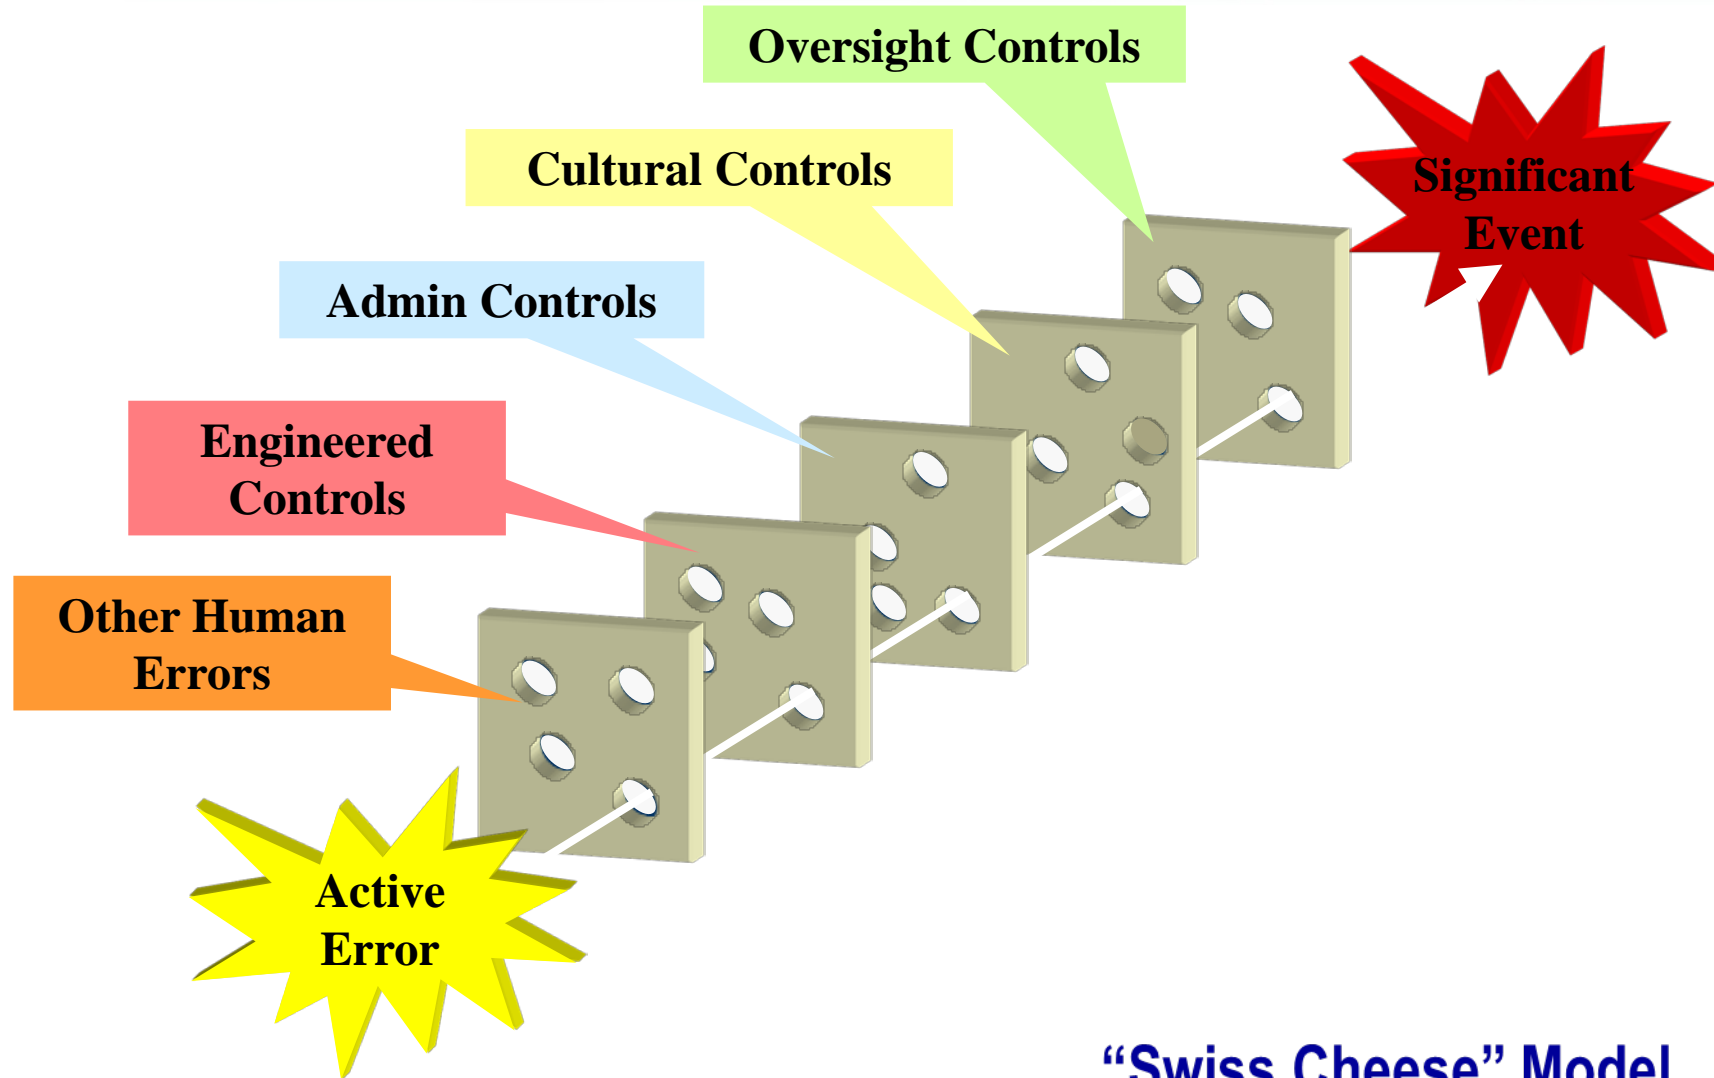 Oversight Controls
Cultural Controls
Significant
Event
Admin Controls
Engineered
Controls
Other Human
Errors
Active
Error
“Swiss Cheese” Model